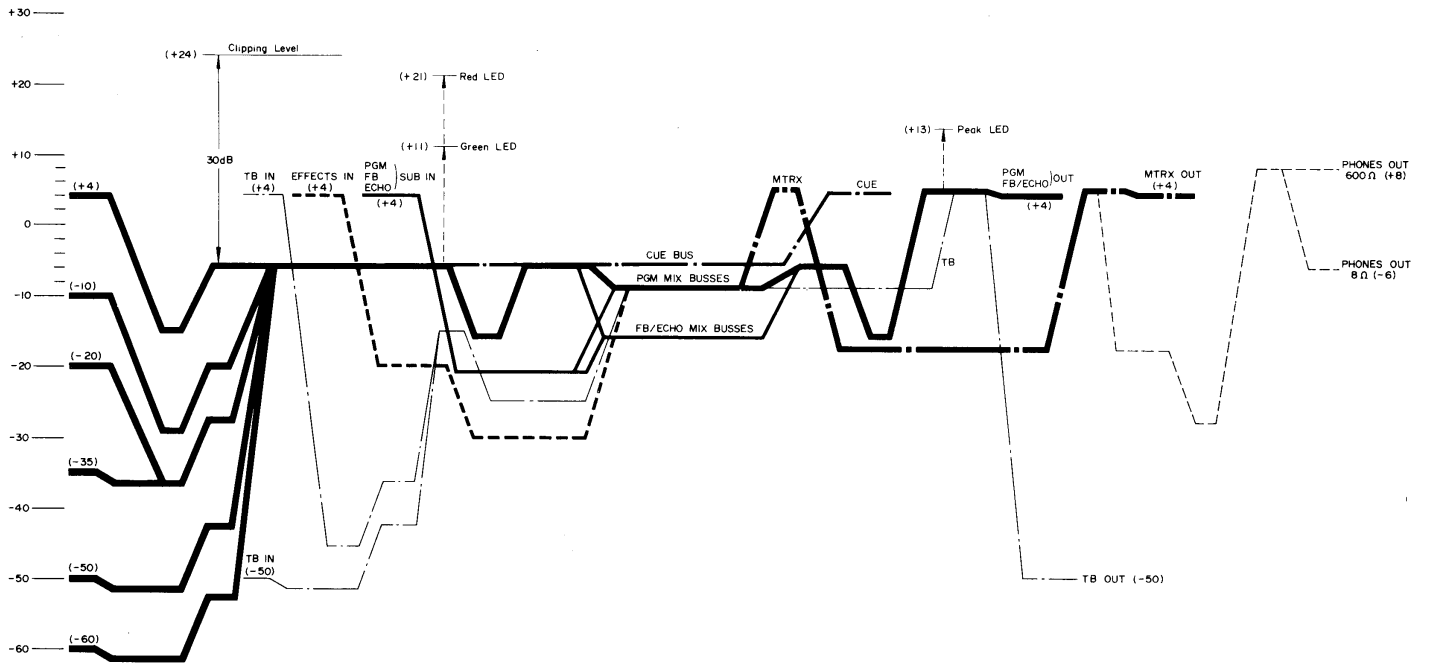 +30
(+24) Clipping Level
+20
(+21) Red LED
(+13) Peak LED
+10
30dB
(+11) Green LED
TB IN
(+4)
EFFECTS IN
(+4)
PGM
FB
ECHO
SUB IN
(+4)
MTRX
CUE
PGM
FB/ECHO
OUT
(+4)
MTRX OUT
(+4)
PHONES OUT
600Ω (+8)
(+4)
0
CUE BUS
PGM MIX BUSSES
TB
PHONES OUT
8Ω (-6)
-10
(-10)
FB/ECHO MIX BUSSES
-20
(-20)
-30
(-35)
-40
-50
(-50)
TB IN
(-50)
TB OUT (-50)
-60
(-60)